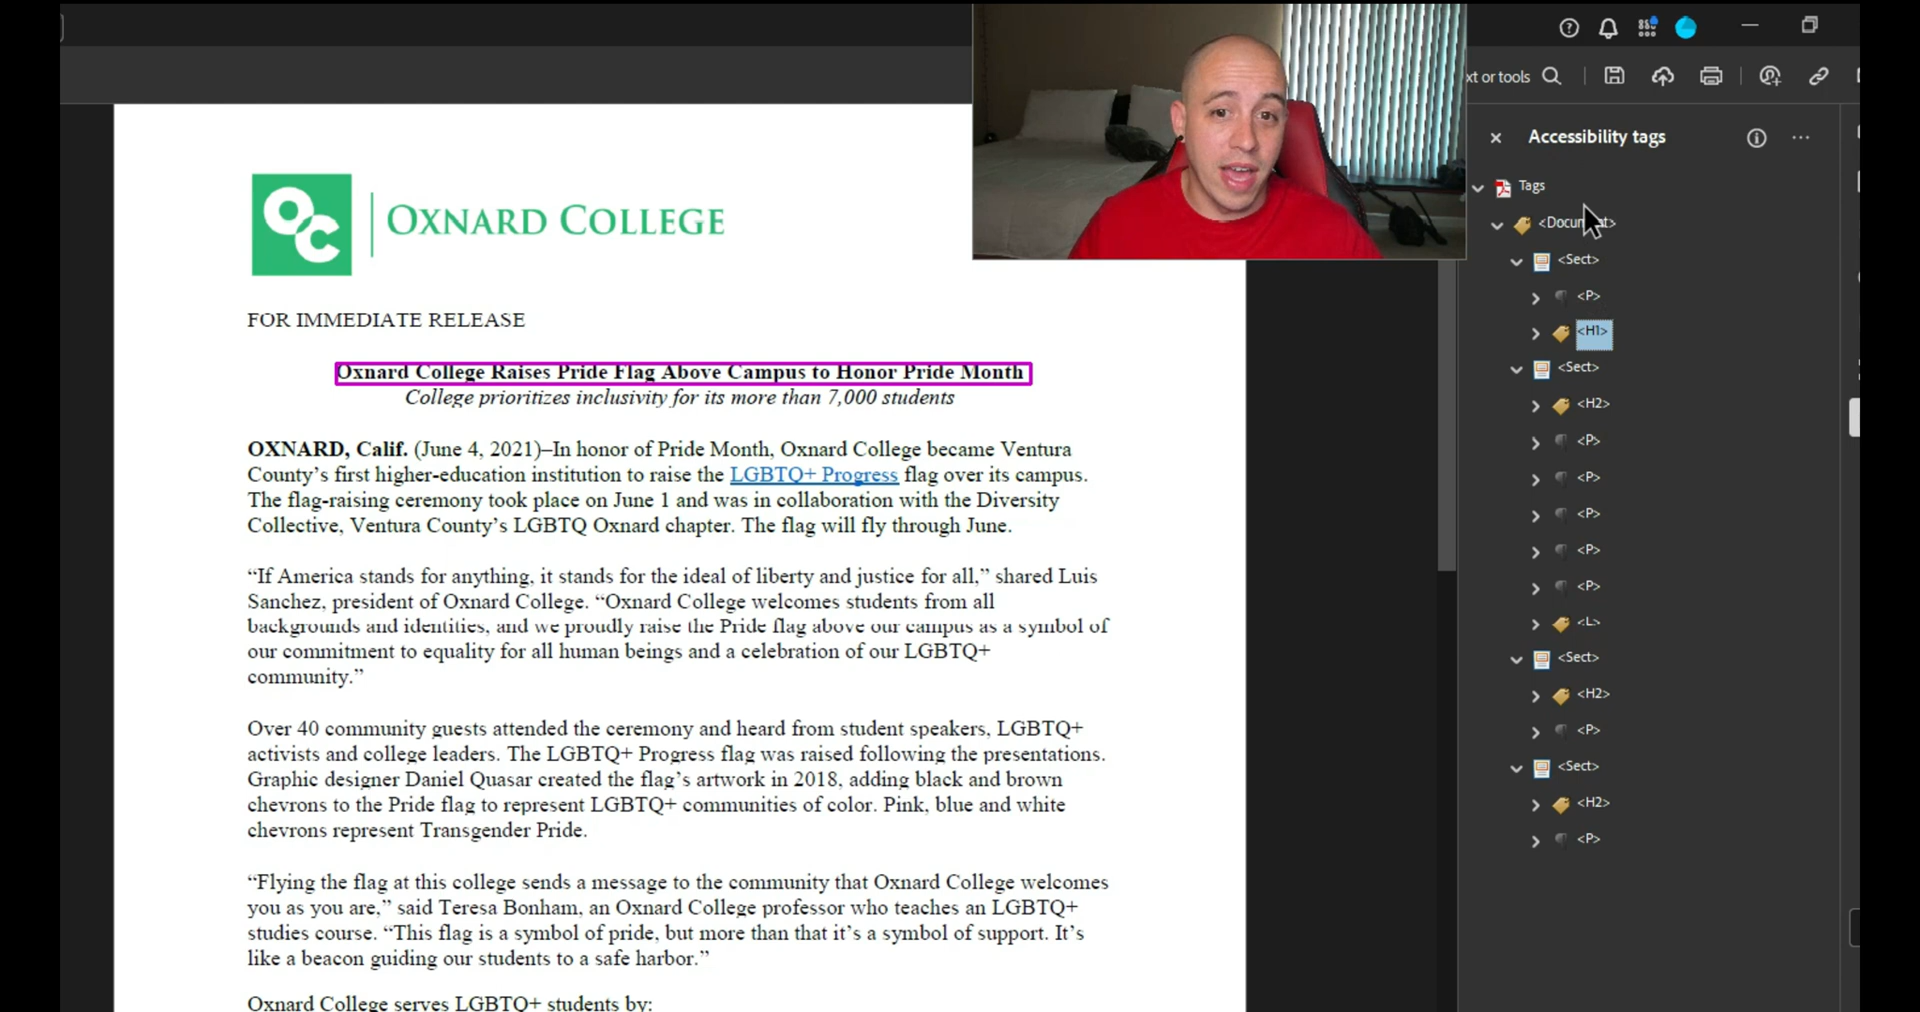 xt or tools
OC
OXNARD COLLEGE
FOR IMMEDIATE RELEASE
Oxnard College Raises Pride Flag Above Campus to Honor Pride Month
College prioritizes inclusivity for its more than 7,000 students
OXNARD, Calif. (June 4, 2021)–In honor of Pride Month, Oxnard College became Ventura
County’s first higher-education institution to raise the LGBTQ+ Progress flag over its campus.
The flag-raising ceremony took place on June 1 and was in collaboration with the Diversity
Collective, Ventura County’s LGBTQ Oxnard chapter. The flag will fly through June.
“If America stands for anything, it stands for the ideal of liberty and justice for all,” shared Luis
Sanchez, president of Oxnard College. “Oxnard College welcomes students from all
backgrounds and identities, and we proudly raise the Pride flag above our campus as a symbol of
our commitment to equality for all human beings and a celebration of our LGBTQ+
community.”
Over 40 community guests attended the ceremony and heard from student speakers, LGBTQ+
activists and college leaders. The LGBTQ+ Progress flag was raised following the presentations.
Graphic designer Daniel Quasar created the flag’s artwork in 2018, adding black and brown
chevrons to the Pride flag to represent LGBTQ+ communities of color. Pink, blue and white
chevrons represent Transgender Pride.
“Flying the flag at this college sends a message to the community that Oxnard College welcomes
you as you are,” said Teresa Bonham, an Oxnard College professor who teaches an LGBTQ+
studies course. “This flag is a symbol of pride, but more than that it’s a symbol of support. It’s
like a beacon guiding our students to a safe harbor.”
Oxnard College serves LGBTQ+ students by:
Accessibility tags
Tags
<Document>
<Sect>
<P>
<H1>
<Sect>
<H2>
<P>
<P>
<P>
<P>
<P>
<L>
<Sect>
<H2>
<P>
<Sect>
<H2>
<P>